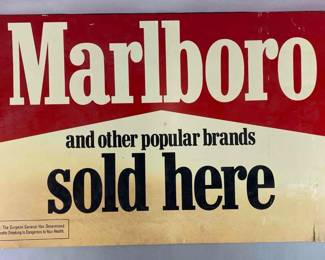 Marlboro
and other popular brands
sold here
: The Surgeon General Has Determined
Smoking Is Dangerous to Your Health.